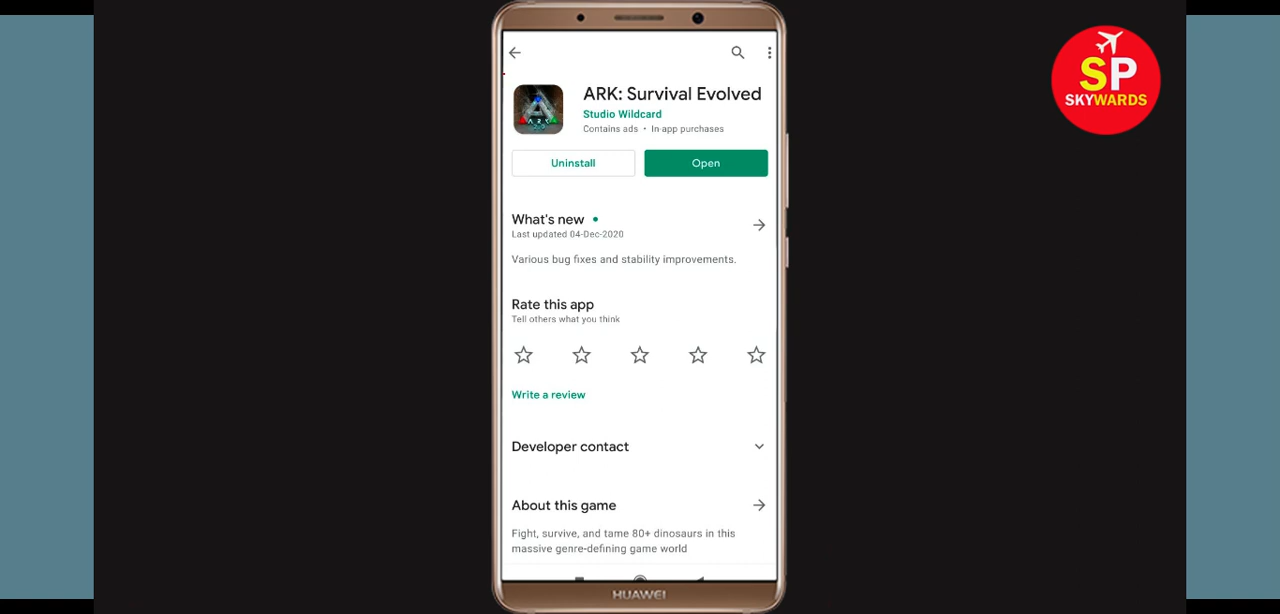 SP
SKYWARDS
ARK: Survival Evolved
Studio Wildcard
Contains ads • In-app purchases
Uninstall
Open
What's new •
Last updated 04-Dec-2020
Various bug fixes and stability improvements.
Rate this app
Tell others what you think
Write a review
Developer contact
About this game
Fight, survive, and tame 80+ dinosaurs in this
massive genre-defining game world
HUAWEI